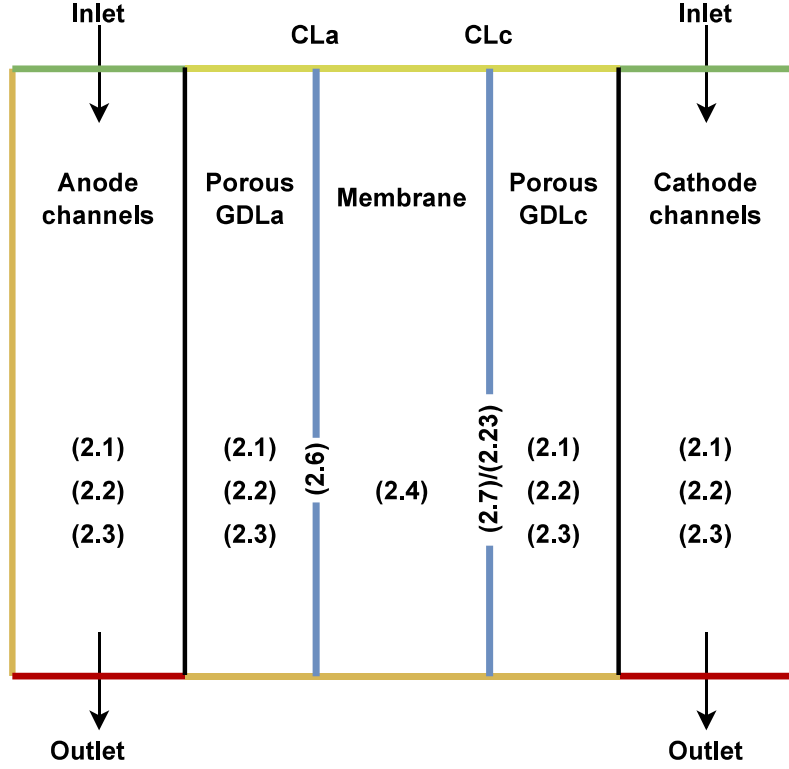 Inlet
Inlet
CLa
CLc
Anode
channels
Porous
GDLa
Membrane
Porous
GDLc
Cathode
channels
(2.1)
(2.2)
(2.3)
(2.1)
(2.2)
(2.3)
(2.6)
(2.4)
(2.7)/(2.23)
(2.1)
(2.2)
(2.3)
(2.1)
(2.2)
(2.3)
Outlet
Outlet